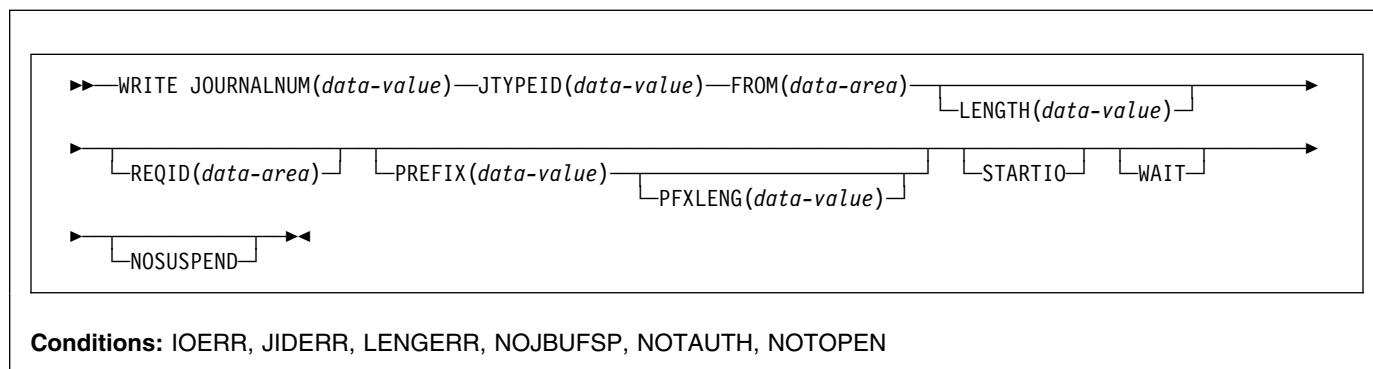 WRITE JOURNALNUM(data-value) JTYPEID(data-value) FROM(data-area)
LENGTH(data-value)
REQID(data-area) PREFIX(data-value) STARTIO WAIT
PFXLENG(data-value)
NOSUSPEND
Conditions: IOERR, JIDERR, LENGERR, NOJBUFSP, NOTAUTH, NOTOPEN